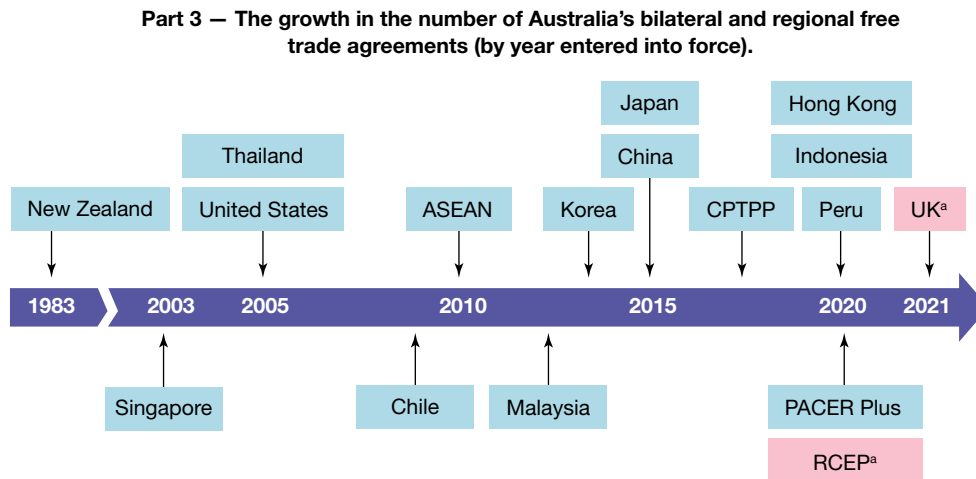 Part 3 — The growth in the number of Australia’s bilateral and regional free
trade agreements (by year entered into force).
Japan
Hong Kong
Thailand
China
Indonesia
New Zealand
United States
ASEAN
Korea
CPTPP
Peru
UKᵃ
1983
2003
2005
2010
2015
2020
2021
Singapore
Chile
Malaysia
PACER Plus
RCEPᵃ